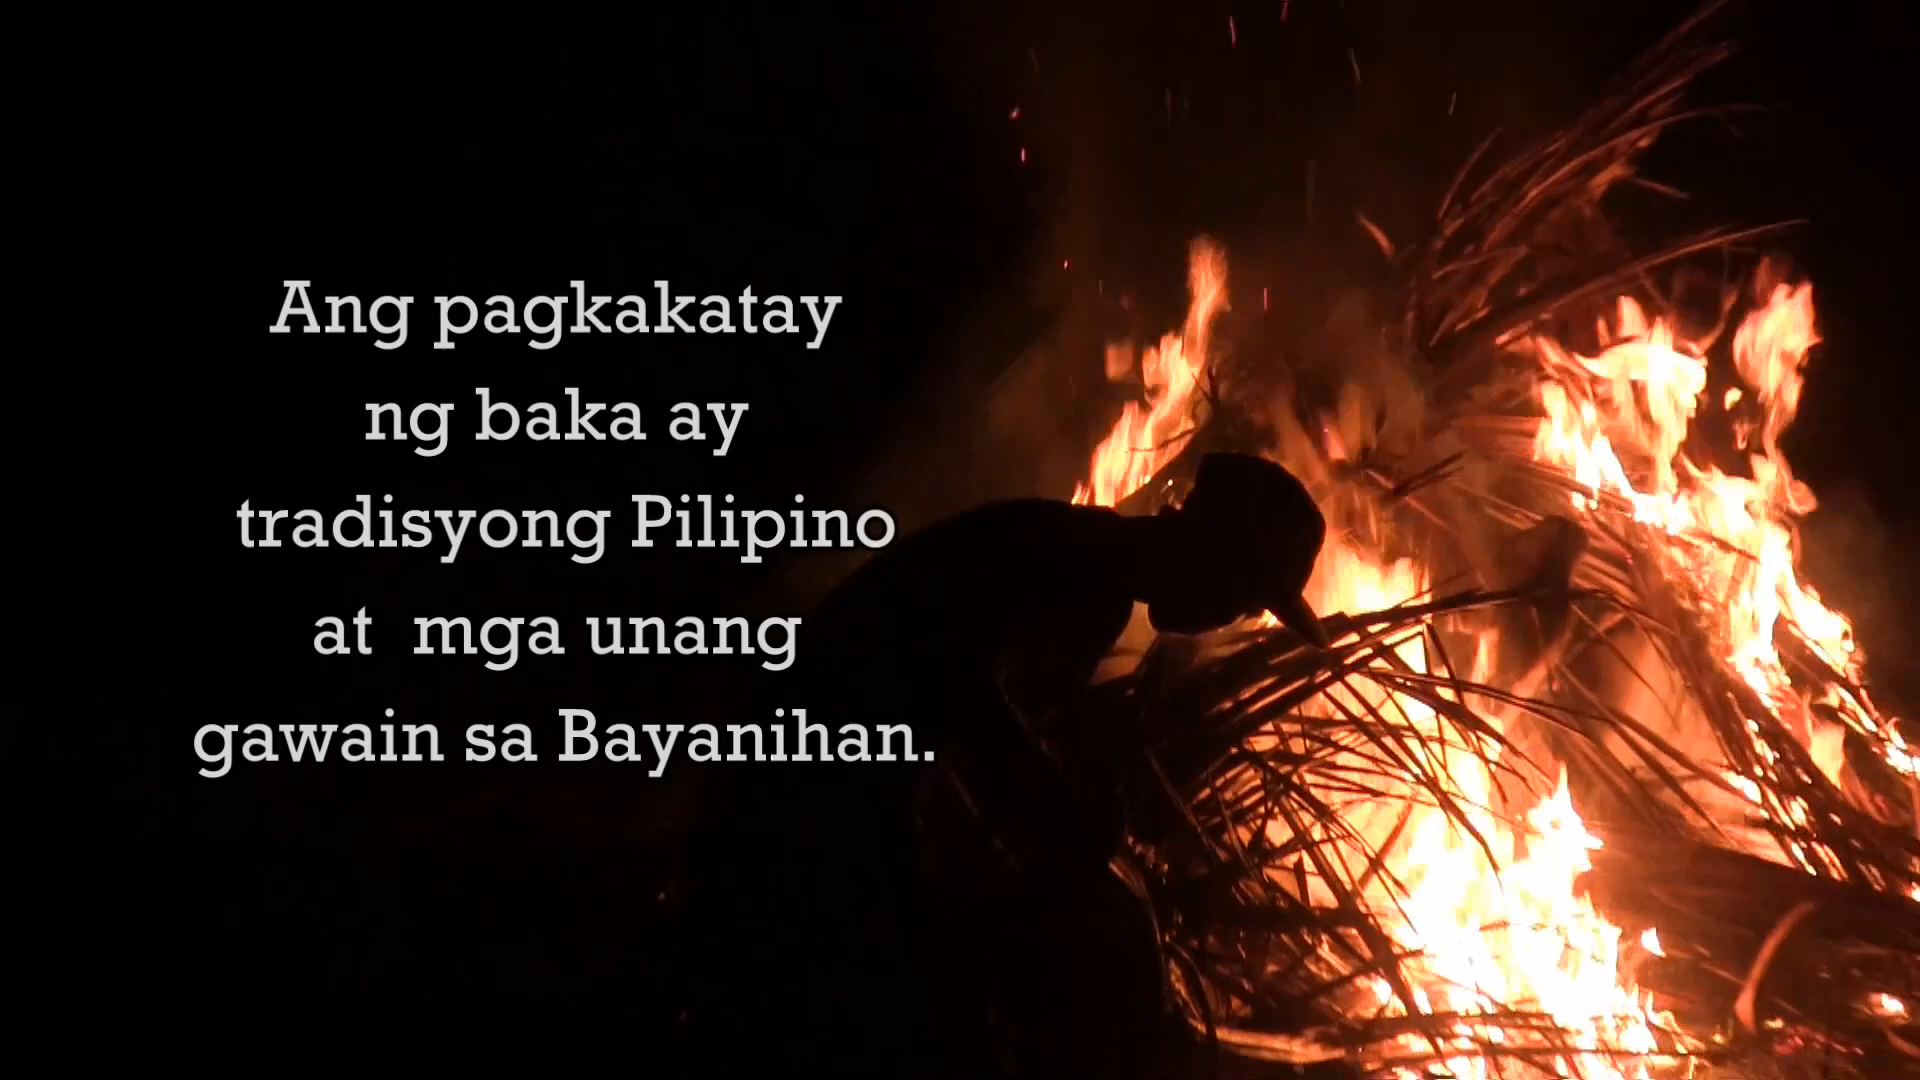 Ang pagkakatay
ng baka ay
tradisyong Pilipino
at  mga unang
gawain sa Bayanihan.